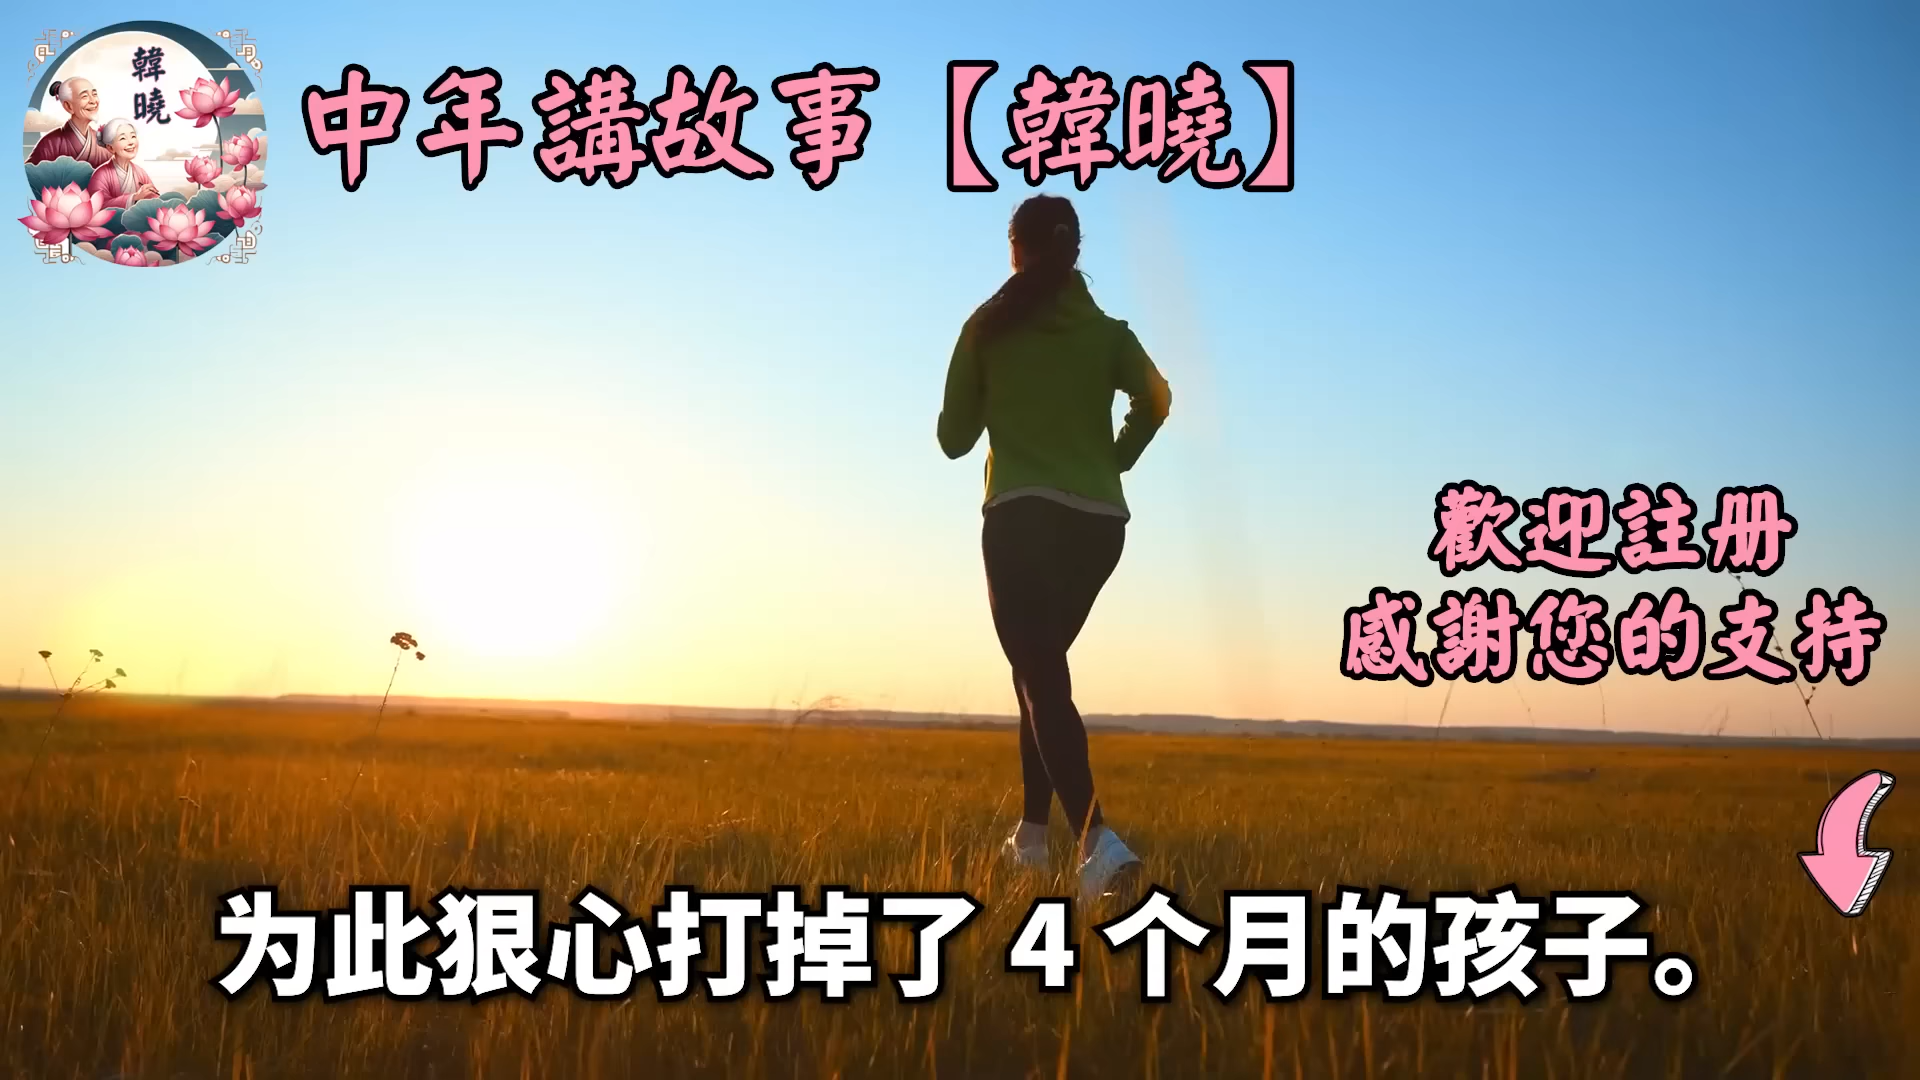 韓曉
中年講故事【韓曉】
歡迎註册
感謝您的支持
为此狠心打掉了4个月的孩子。